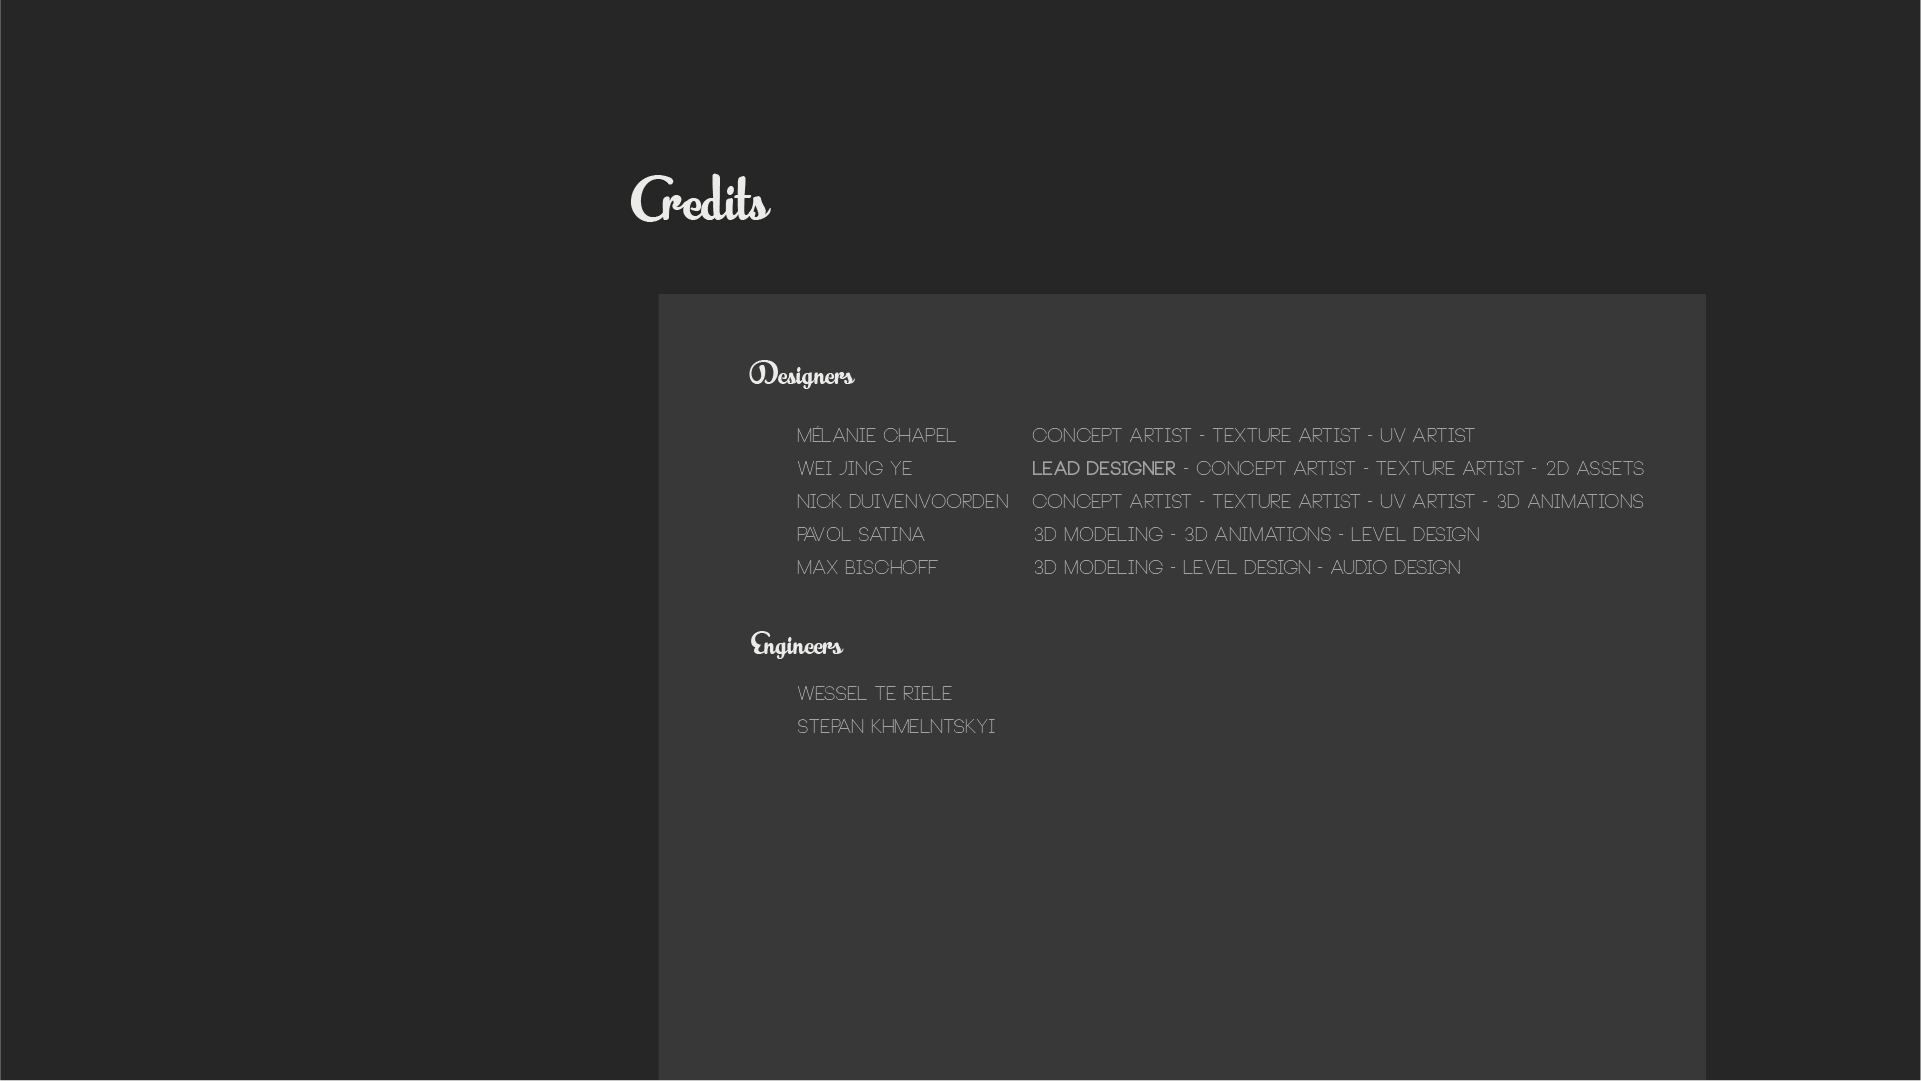 Credits
Designers
MÉLANIE CHAPEL CONCEPT ARTIST - TEXTURE ARTIST - UV ARTIST
WEI JING YE LEAD DESIGNER - CONCEPT ARTIST - TEXTURE ARTIST - 2D ASSETS
NICK DUIVENVOORDEN CONCEPT ARTIST - TEXTURE ARTIST - UV ARTIST - 3D ANIMATIONS
PAVOL SATINA 3D MODELING - 3D ANIMATIONS - LEVEL DESIGN
MAX BISCHOFF 3D MODELING - LEVEL DESIGN - AUDIO DESIGN
Engineers
WESSEL TE RIELE
STEPAN KHMELNTSKYI